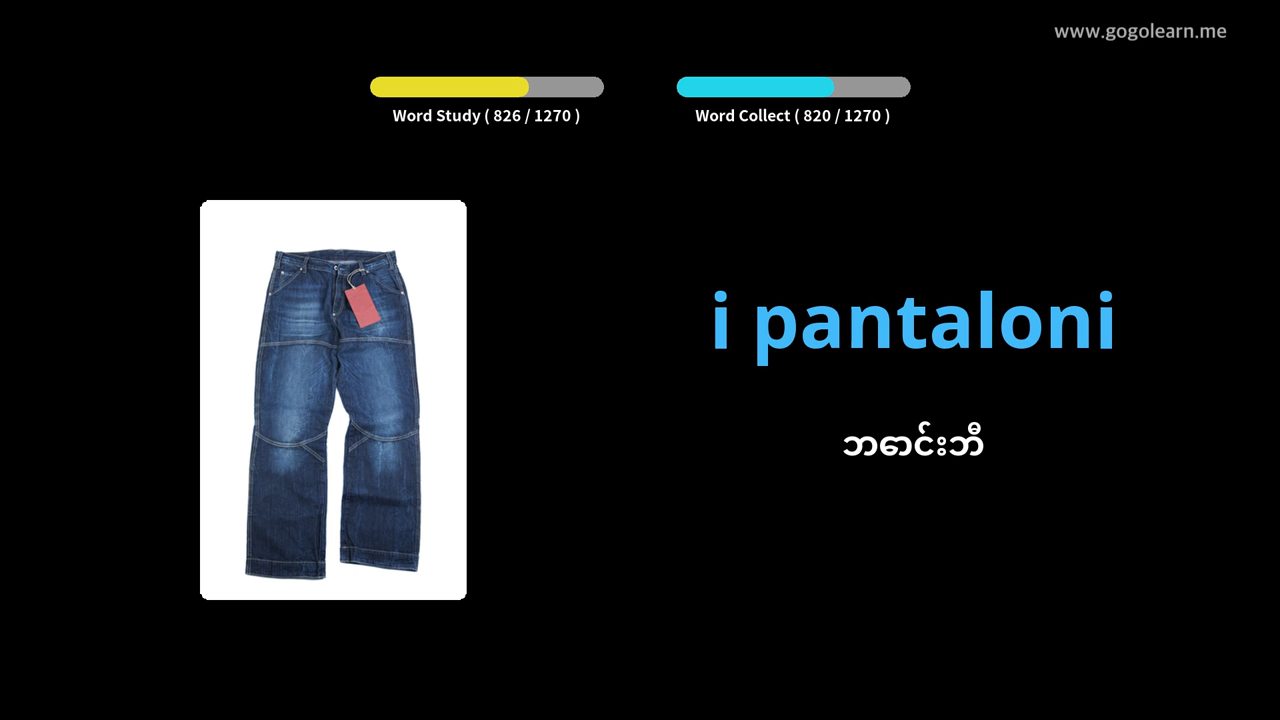 www.gogolearn.me
Word Study ( 826 / 1270 )
Word Collect ( 820 / 1270 )
i pantaloni
ဘောင်းဘီ